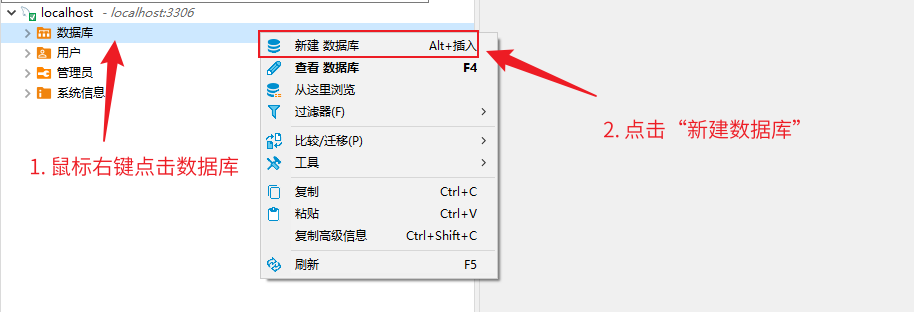 localhost - localhost:3306
数据库
用户
管理员
系统信息
新建 数据库 Alt+插入
查看 数据库 F4
从这里浏览
过滤器(F)
比较/迁移(P)
工具
复制 Ctrl+C
粘贴 Ctrl+V
复制高级信息 Ctrl+Shift+C
刷新 F5
1. 鼠标右键点击数据库
2. 点击“新建数据库”